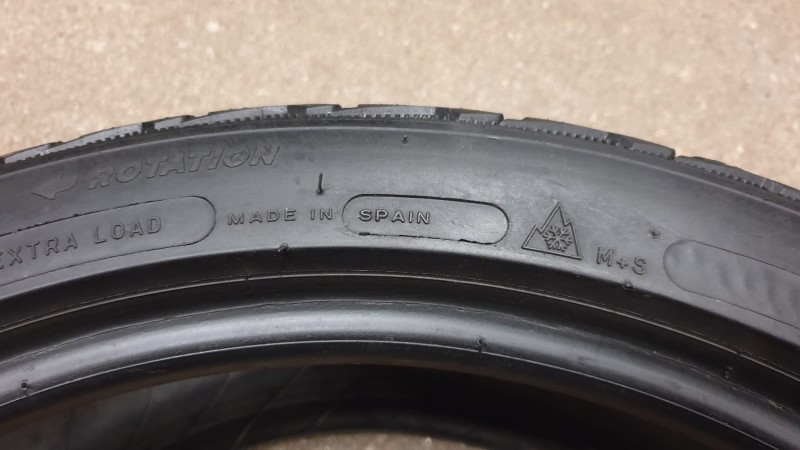 ROTATION
EXTRA LOAD
MADE IN SPAIN
M+S